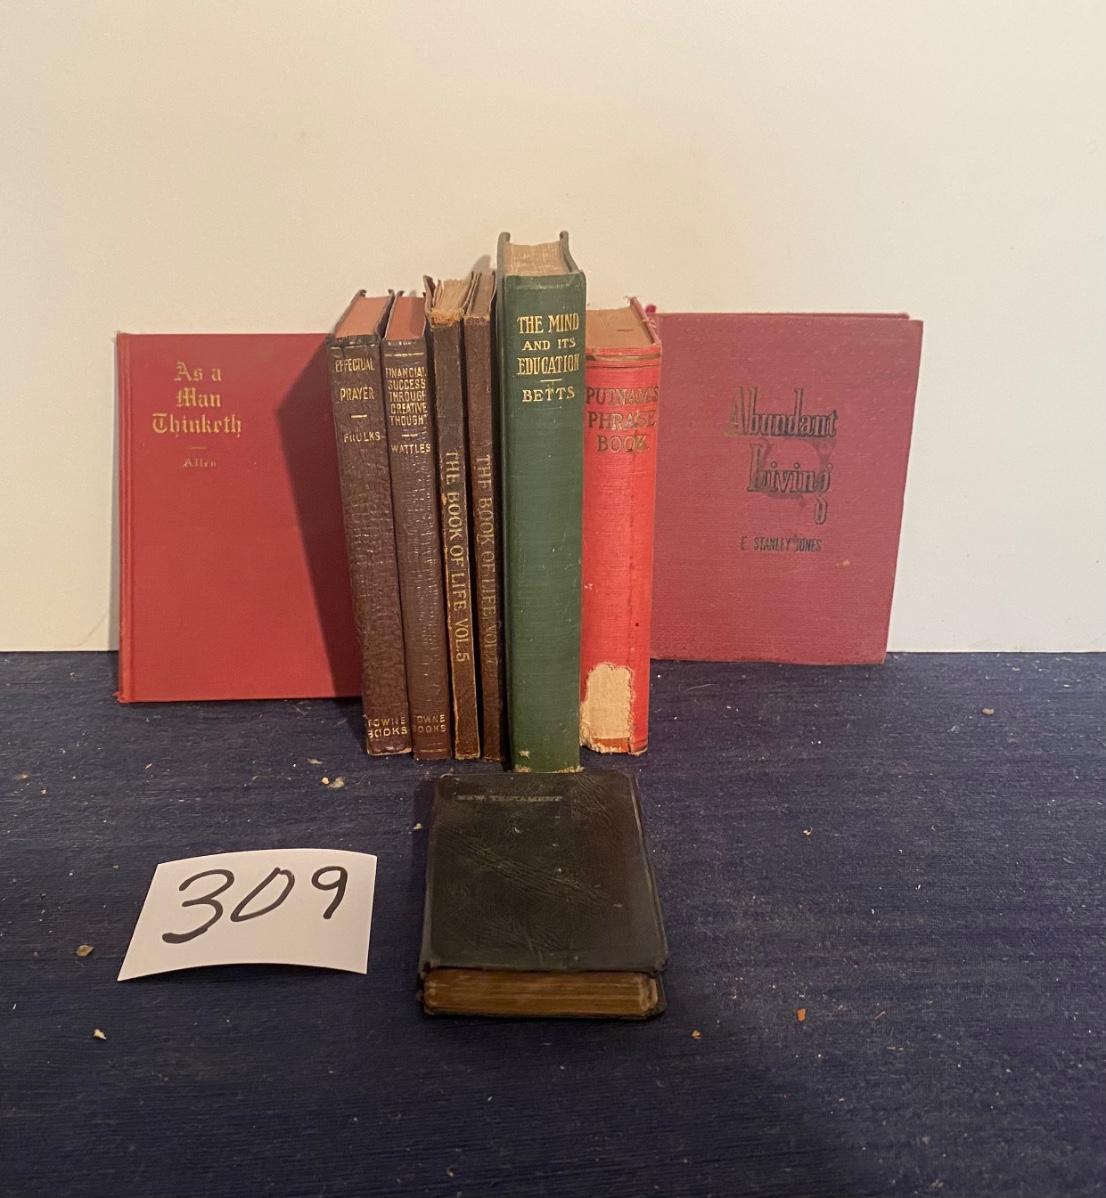 As a
Man
Thinketh
Allen
EFFECTUAL
PRAYER
FAULKS
TOWNE
BOOKS
FINANCIAL
SUCCESS
THROUGH
CREATIVE
THOUGHT
WATTLES
TOWNE
BOOKS
THE BOOK OF LIFE VOL.5
THE BOOK OF LIFE VOL.
THE MIND
AND ITS
EDUCATION
BETTS
PUTNAM'S
PHRASE
BOOK
Abundant
Living
E. STANLEY JONES
NEW TESTAMENT
309